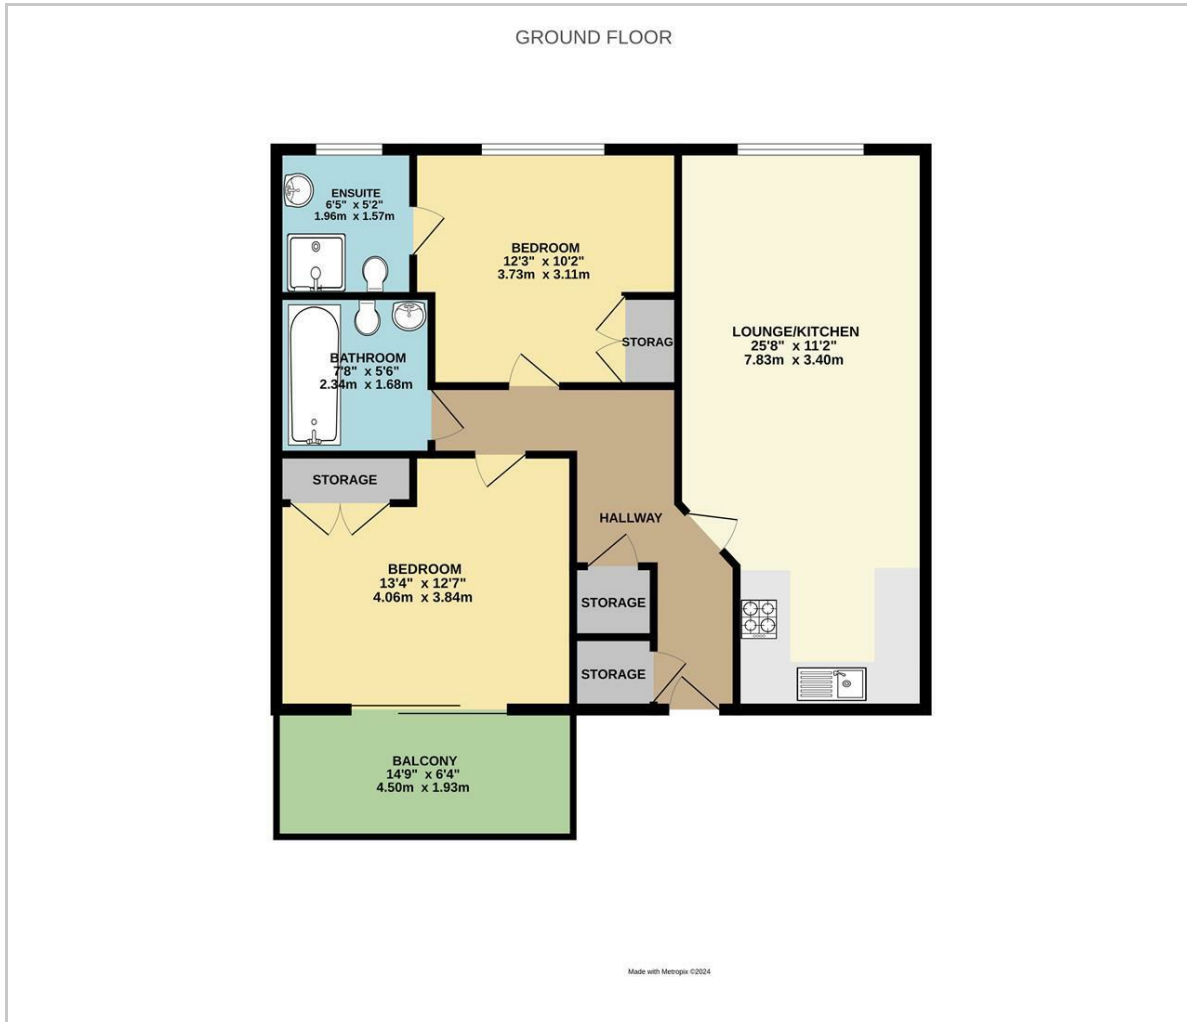 GROUND FLOOR
ENSUITE
6'5" x 5'2"
1.96m x 1.57m
BEDROOM
12'3" x 10'2"
3.73m x 3.11m
STORAG
LOUNGE/KITCHEN
25'8" x 11'2"
7.83m x 3.40m
BATHROOM
7'8" x 5'6"
2.34m x 1.68m
STORAGE
HALLWAY
BEDROOM
13'4" x 12'7"
4.06m x 3.84m
STORAGE
STORAGE
BALCONY
14'9" x 6'4"
4.50m x 1.93m
Made with Metropix ©2024